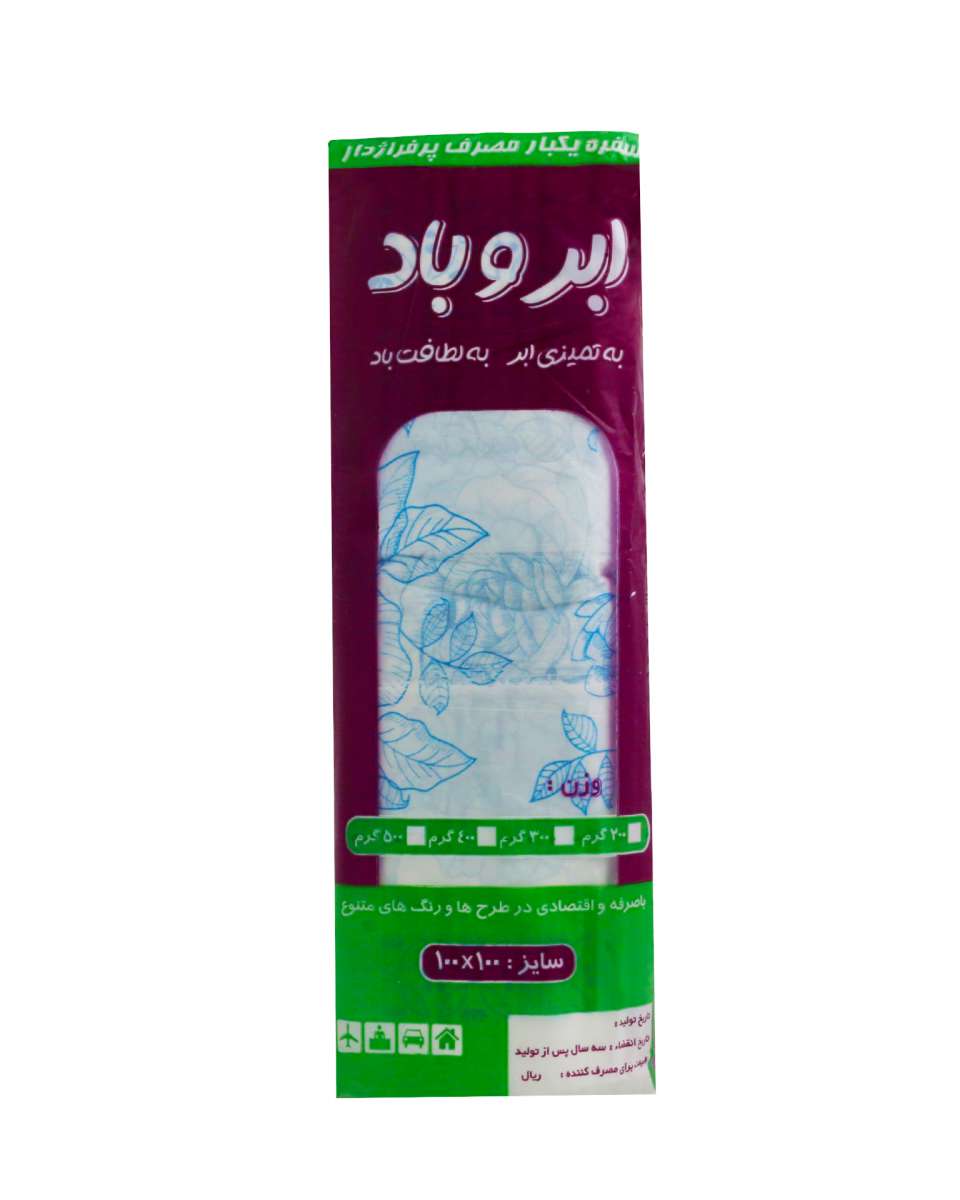 سفره یکبار مصرف پرفراژدار
ابر و باد
به تمیزی ابر به لطافت باد
وزن :
۲۰۰ گرم ۳۰۰ گرم ٤۰۰ گرم ۵۰۰ گرم
باصرفه و اقتصادی در طرح ها و رنگ های متنوع
سایز : ۱۰۰x۱۰۰
تاریخ تولید :
تاریخ انقضاء : سه سال پس از تولید
قیمت برای مصرف کننده : ریال